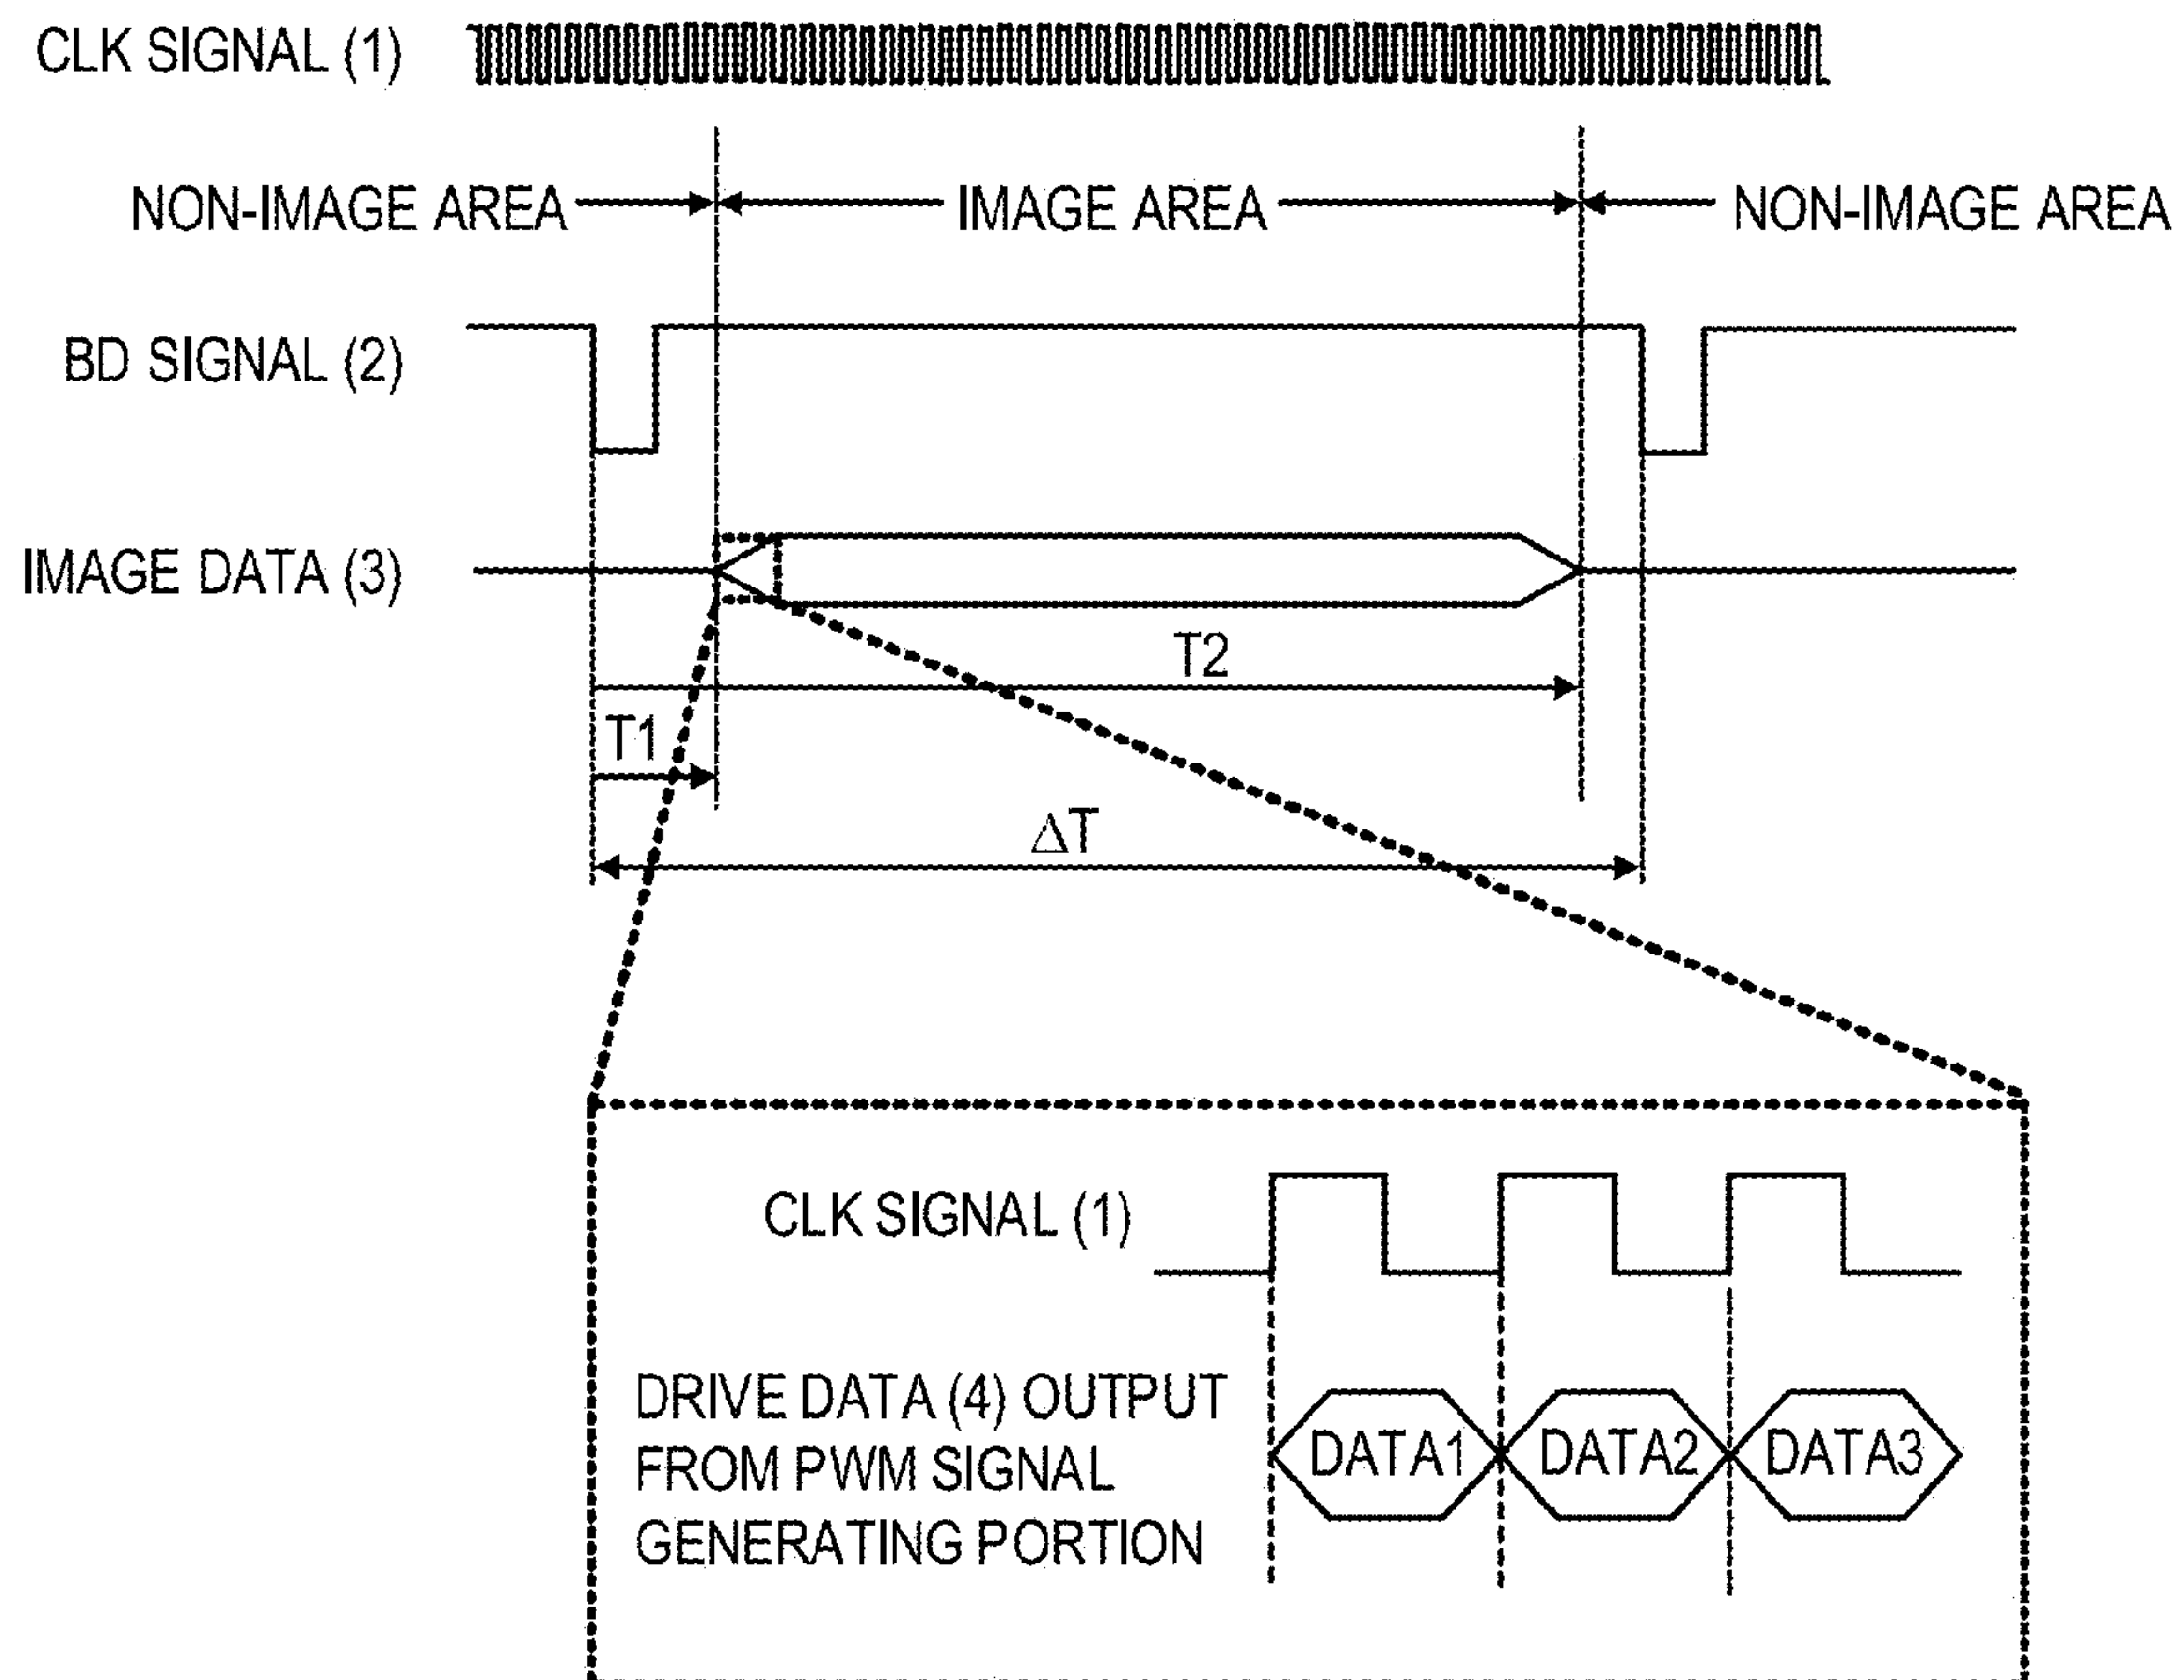 CLK SIGNAL (1)
NON-IMAGE AREA IMAGE AREA NON-IMAGE AREA
BD SIGNAL (2)
IMAGE DATA (3)
T2
T1
ΔT
CLK SIGNAL (1)
DRIVE DATA (4) OUTPUT
FROM PWM SIGNAL
GENERATING PORTION
DATA1 DATA2 DATA3